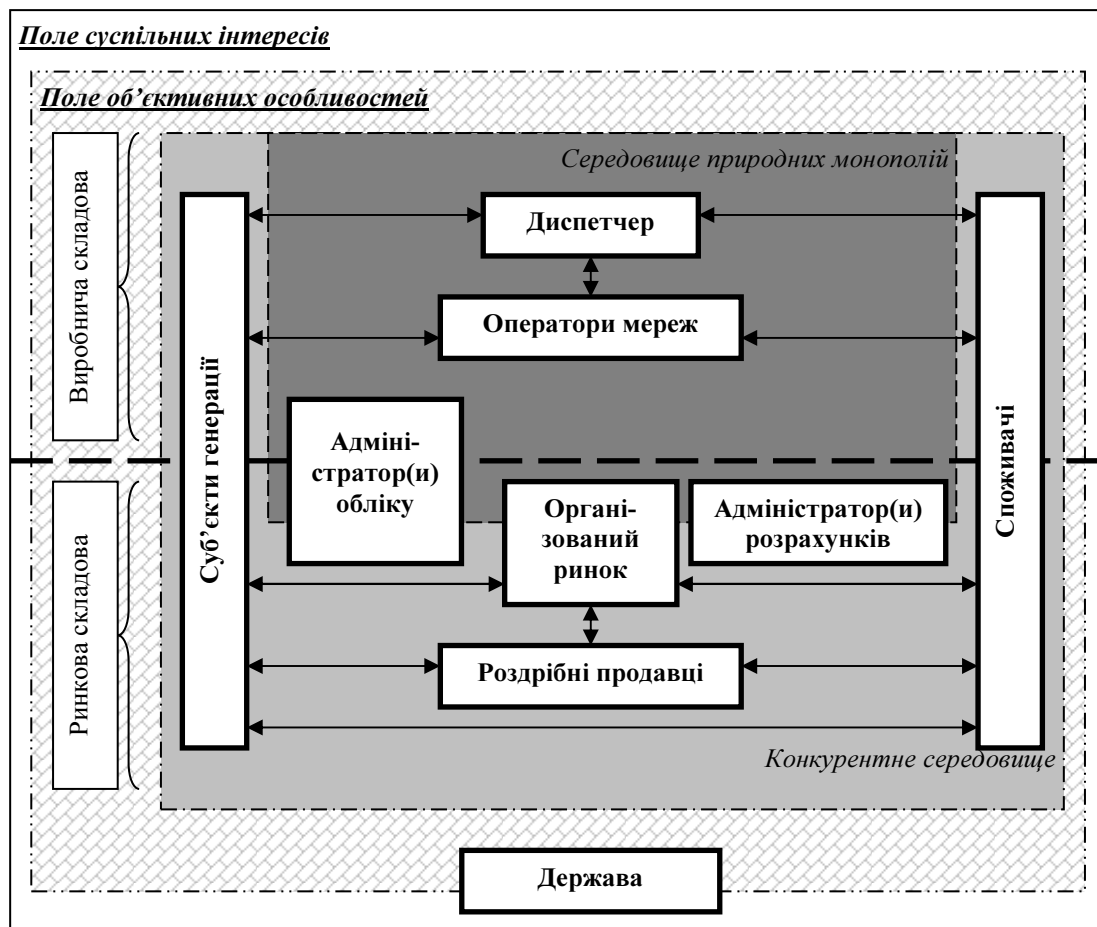 Поле суспільних інтересів
Поле об’єктивних особливостей
Виробнича складова
Середовище природних монополій
Диспетчер
Оператори мереж
Суб’єкти генерації
Споживачі
Адміні-
стратор(и)
обліку
Органі-
зований
ринок
Адміністратор(и)
розрахунків
Ринкова складова
Роздрібні продавці
Конкурентне середовище
Держава